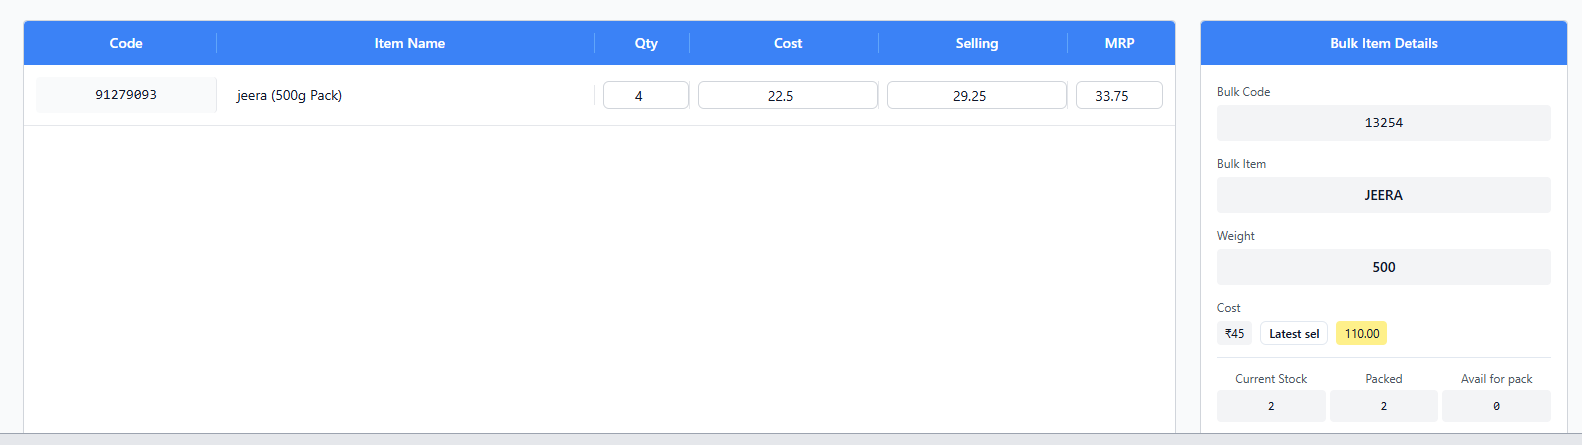 Code Item Name Qty Cost Selling MRP
91279093 jeera (500g Pack) 4 22.5 29.25 33.75
Bulk Item Details
Bulk Code
13254
Bulk Item
JEERA
Weight
500
Cost
₹45 Latest sel 110.00
Current Stock Packed Avail for pack
2 2 0